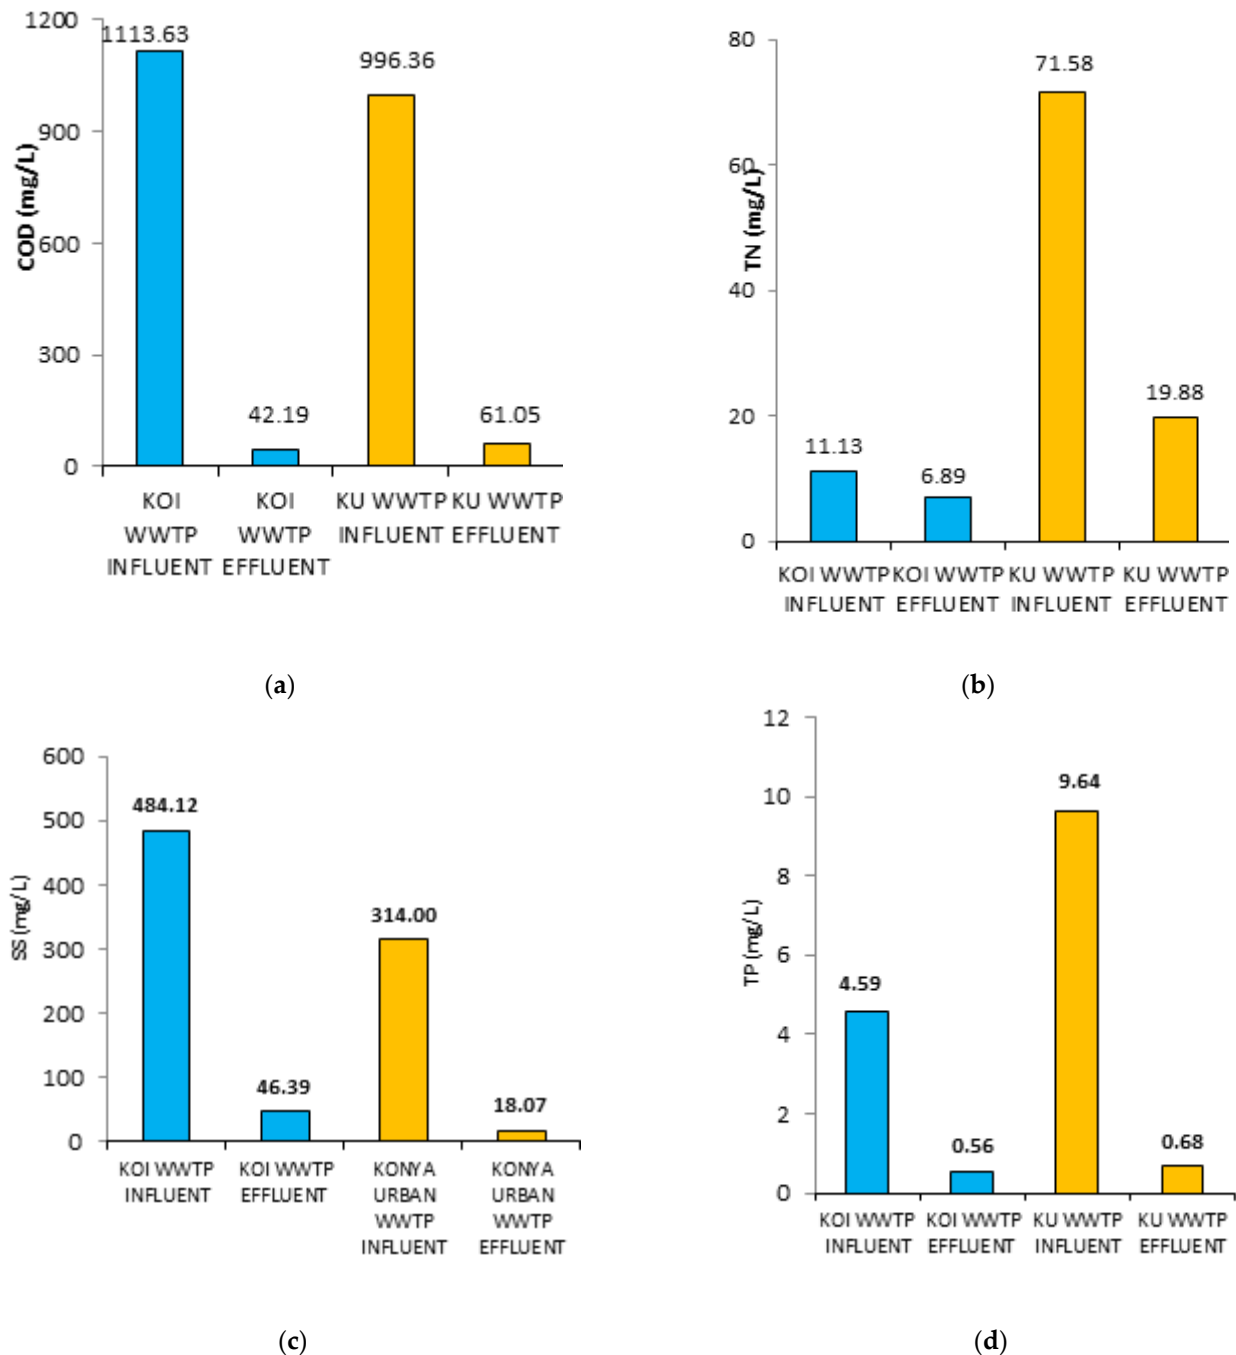 1200
1113.63
996.36
900
COD (mg/L)
600
300
42.19
61.05
0
KOI
WWTP
INFLUENT
KOI
WWTP
EFFLUENT
KU WWTP
INFLUENT
KU WWTP
EFFLUENT
(a)
80
71.58
60
TN (mg/L)
40
20
19.88
11.13
6.89
0
KOI WWTP
INFLUENT
KOI WWTP
EFFLUENT
KU WWTP
INFLUENT
KU WWTP
EFFLUENT
(b)
600
500
484.12
400
SS (mg/L)
314.00
300
200
100
46.39
18.07
0
KOI WWTP
INFLUENT
KOI WWTP
EFFLUENT
KONYA
URBAN
WWTP
INFLUENT
KONYA
URBAN
WWTP
EFFLUENT
(c)
12
9.64
10
8
TP (mg/L)
6
4.59
4
2
0.56
0.68
0
KOI WWTP
INFLUENT
KOI WWTP
EFFLUENT
KU WWTP
INFLUENT
KU WWTP
EFFLUENT
(d)